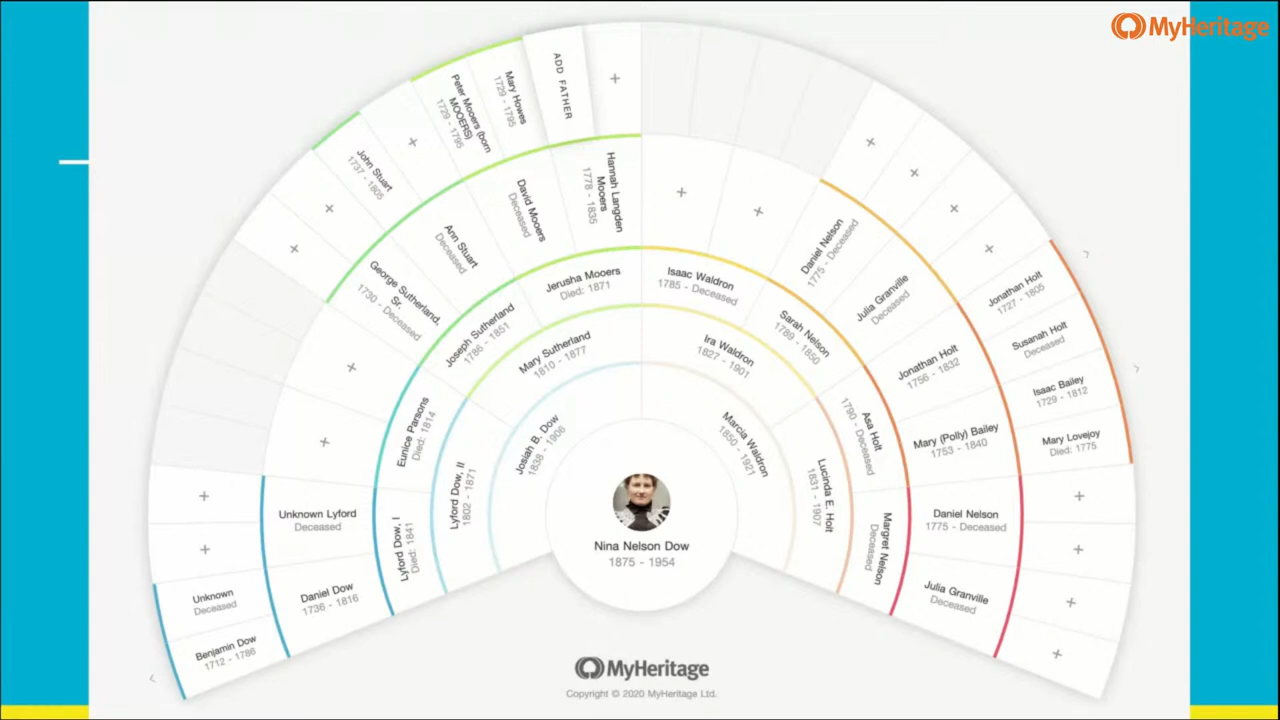 MyHeritage
ADD FATHER
+
Mary Howes
1729 - 1795
Peter Mooers (born
MOOERS)
1729 - 1795
+
John Stuart
1737 - 1805
+
+
Hannah Langden
Mooers
1778 - 1835
David Mooers
Deceased
Ann Stuart
Deceased
George Sutherland,
Sr.
1730 - Deceased
+
+
+
+
Daniel Nelson
1775 - Deceased
Julia Granville
Deceased
+
+
+
+
Jonathan Holt
1727 - 1805
Susanah Holt
Deceased
Isaac Bailey
1729 - 1812
Mary Lovejoy
Died: 1775
Jonathan Holt
1756 - 1832
Mary (Polly) Bailey
1753 - 1840
Jerusha Mooers
Died: 1871
Isaac Waldron
1785 - Deceased
Joseph Sutherland
1786 - 1851
Sarah Nelson
1789 - 1850
Mary Sutherland
1810 - 1877
Ira Waldron
1827 - 1901
Eunice Parsons
Died: 1814
Asa Holt
1790 - Deceased
Josiah B. Dow
1838 - 1906
Marcia Waldron
1850 - 1921
Lyford Dow, II
1802 - 1871
Lucinda E. Holt
1831 - 1907
Lyford Dow, I
Died: 1841
Margret Nelson
Deceased
+
+
Unknown Lyford
Deceased
Daniel Nelson
1775 - Deceased
+
+
Unknown
Deceased
Daniel Dow
1736 - 1816
Julia Granville
Deceased
+
+
Benjamin Dow
1712 - 1786
Nina Nelson Dow
1875 - 1954
MyHeritage
Copyright © 2020 MyHeritage Ltd.